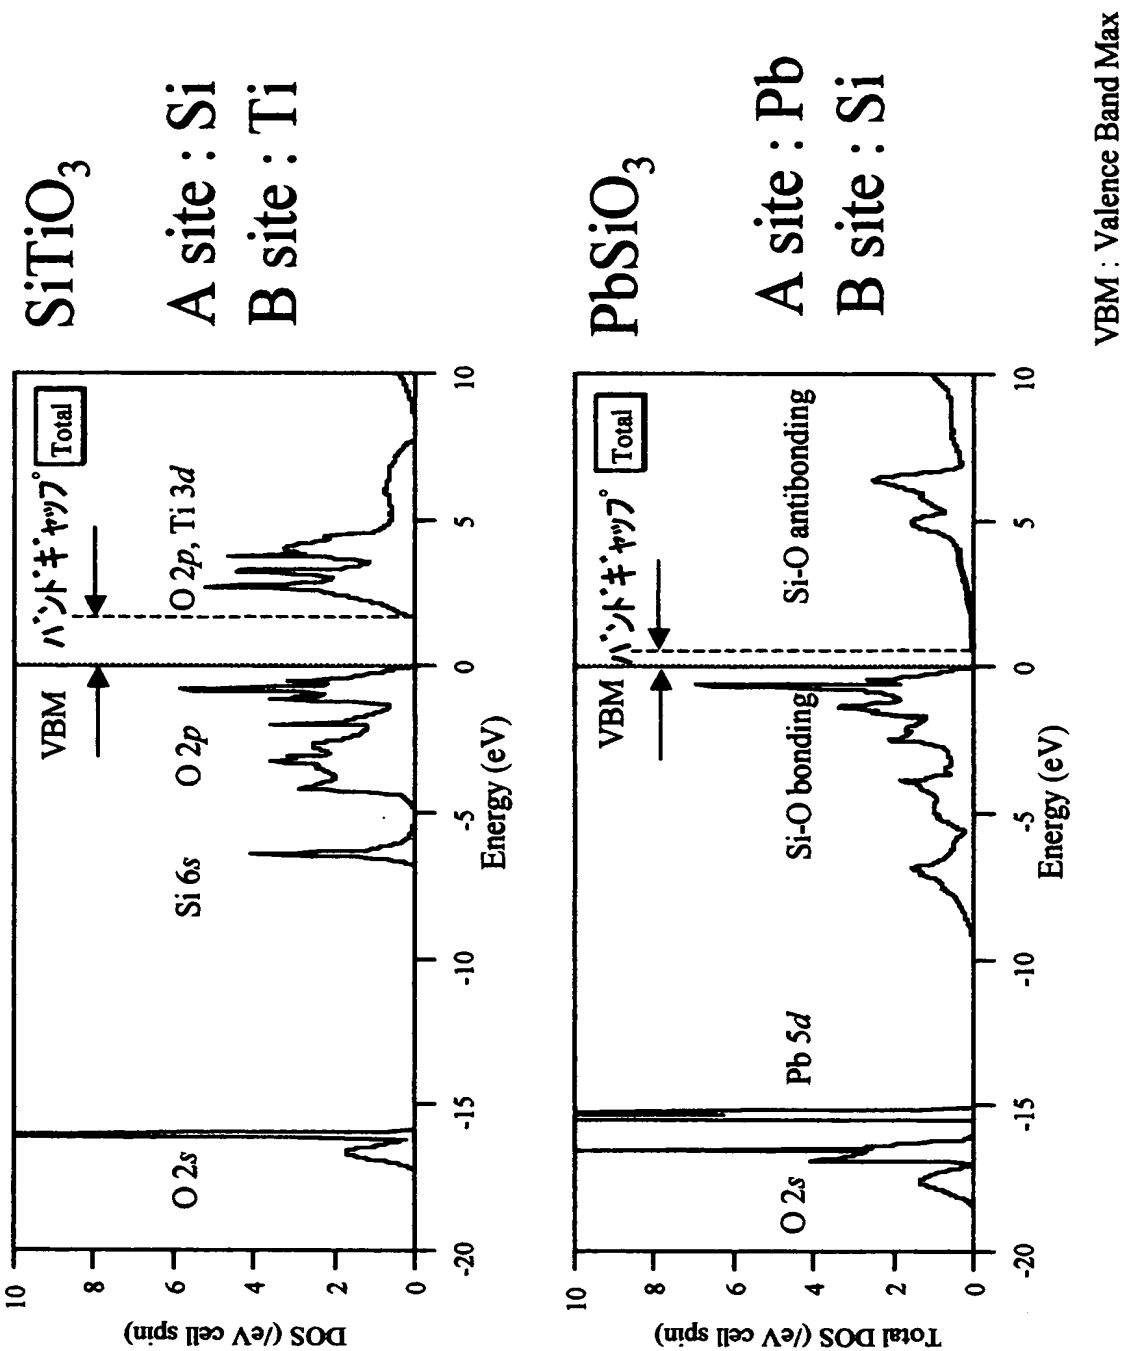 SiTiO3
A site : Si
B site : Ti
バンドギャップ
Total
VBM
O 2s
Si 6s
O 2p
O 2p, Ti 3d
DOS (/eV cell spin)
10
8
6
4
2
0
-20
-15
-10
-5
0
5
10
Energy (eV)
PbSiO3
A site : Pb
B site : Si
バンドギャップ
Total
VBM
O 2s
Pb 5d
Si-O bonding
Si-O antibonding
Total DOS (/eV cell spin)
10
8
6
4
2
0
-20
-15
-10
-5
0
5
10
Energy (eV)
VBM : Valence Band Max